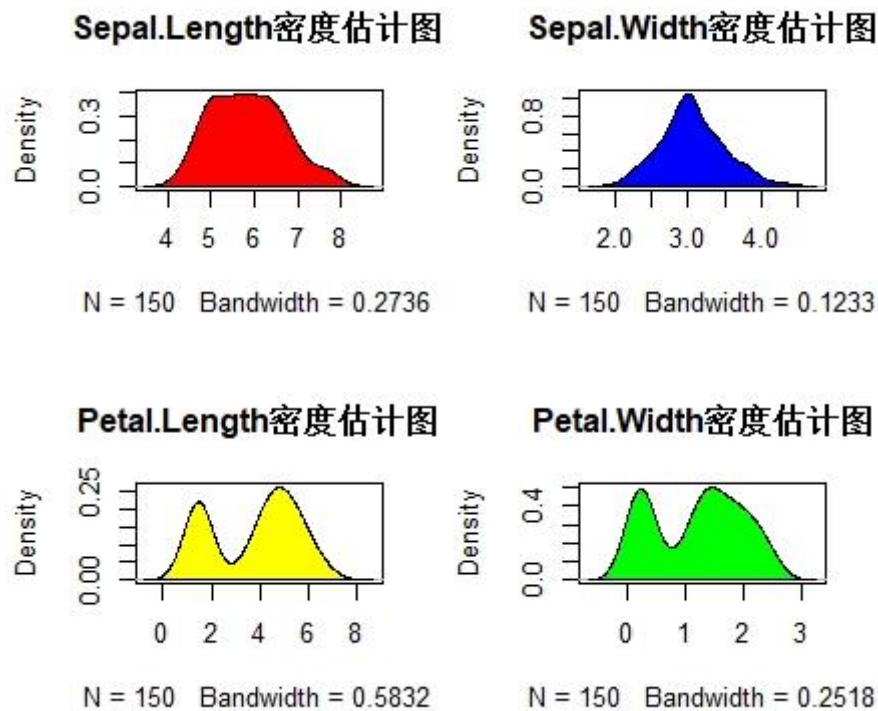 Sepal.Length密度估计图
Density
0.0 0.3
4 5 6 7 8
N = 150 Bandwidth = 0.2736
Sepal.Width密度估计图
Density
0.0 0.8
2.0 3.0 4.0
N = 150 Bandwidth = 0.1233
Petal.Length密度估计图
Density
0.00 0.25
0 2 4 6 8
N = 150 Bandwidth = 0.5832
Petal.Width密度估计图
Density
0.0 0.4
0 1 2 3
N = 150 Bandwidth = 0.2518